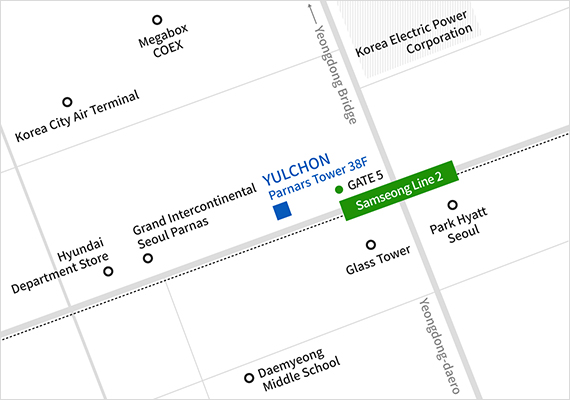 Megabox
COEX
Yeongdong Bridge
Korea Electric Power
Corporation
Korea City Air Terminal
YULCHON
Parnars Tower 38F
GATE 5
Samseong Line 2
Grand Intercontinental
Seoul Parnas
Hyundai
Department Store
Park Hyatt
Seoul
Glass Tower
Yeongdong-daero
Daemyeong
Middle School